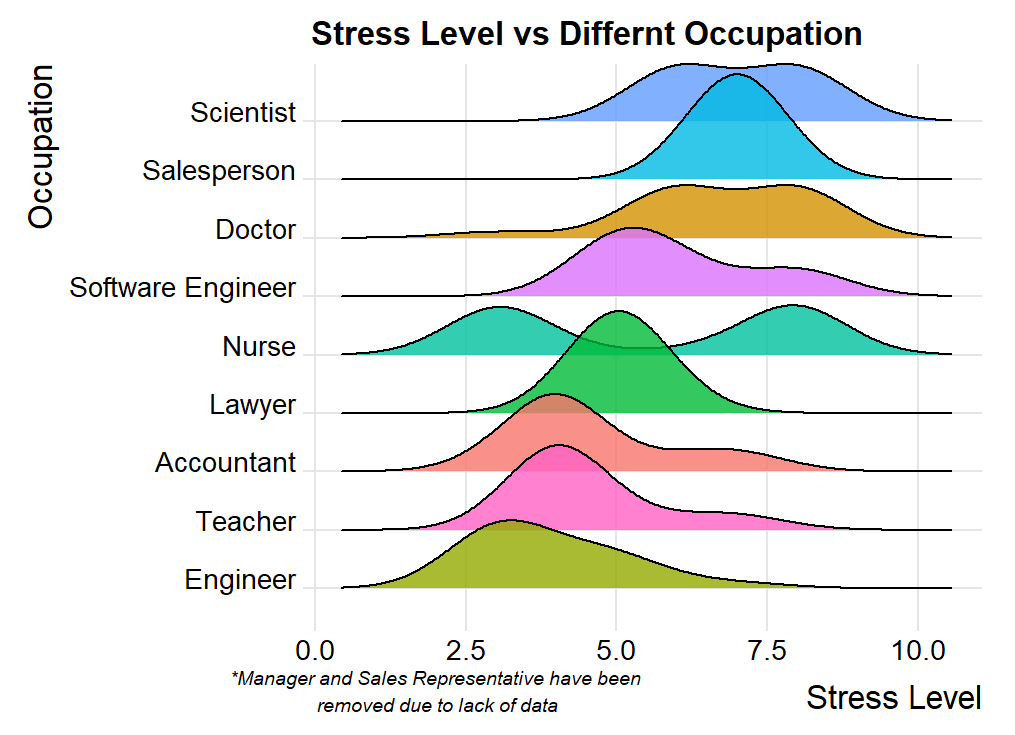 Stress Level vs Differnt Occupation
Occupation
Scientist
Salesperson
Doctor
Software Engineer
Nurse
Lawyer
Accountant
Teacher
Engineer
0.0 2.5 5.0 7.5 10.0
*Manager and Sales Representative have been
removed due to lack of data
Stress Level